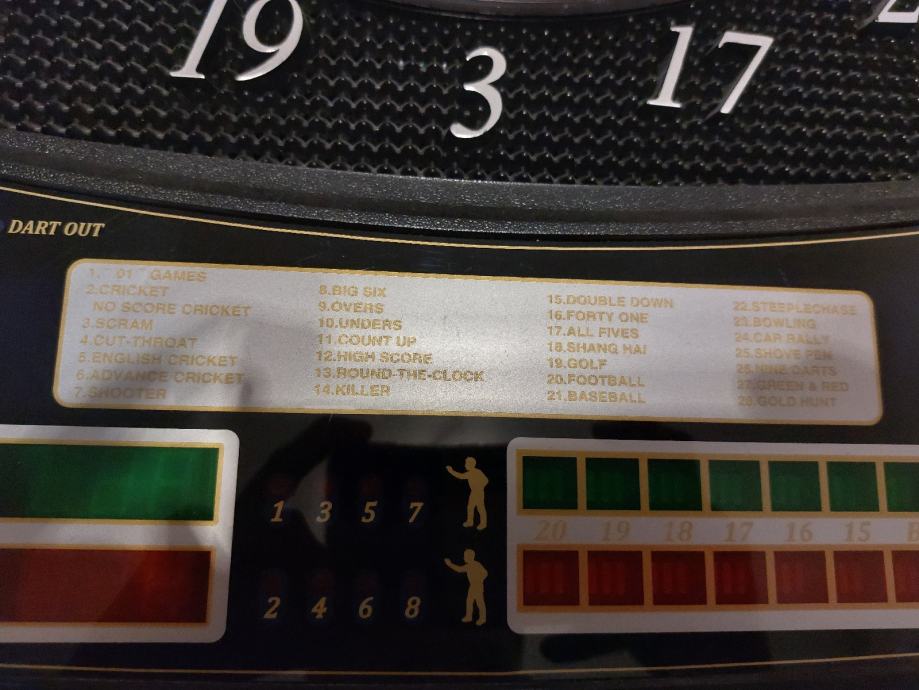 19
3
17
DART OUT
1. "01" GAMES
2.CRICKET
NO SCORE CRICKET
3.SCRAM
4.CUT-THROAT
5.ENGLISH CRICKET
6.ADVANCE CRICKET
7.SHOOTER
8.BIG SIX
9.OVERS
10.UNDERS
11.COUNT UP
12.HIGH SCORE
13.ROUND-THE-CLOCK
14.KILLER
15.DOUBLE DOWN
16.FORTY ONE
17.ALL FIVES
18.SHANG HAI
19.GOLF
20.FOOTBALL
21.BASEBALL
22.STEEPLECHASE
23.BOWLING
24.CAR RALLY
25.SHOVE PEN
26.NINE DARTS
27.GREEN & RED
28.GOLD HUNT
1 3 5 7
20 19 18 17 16 15
2 4 6 8